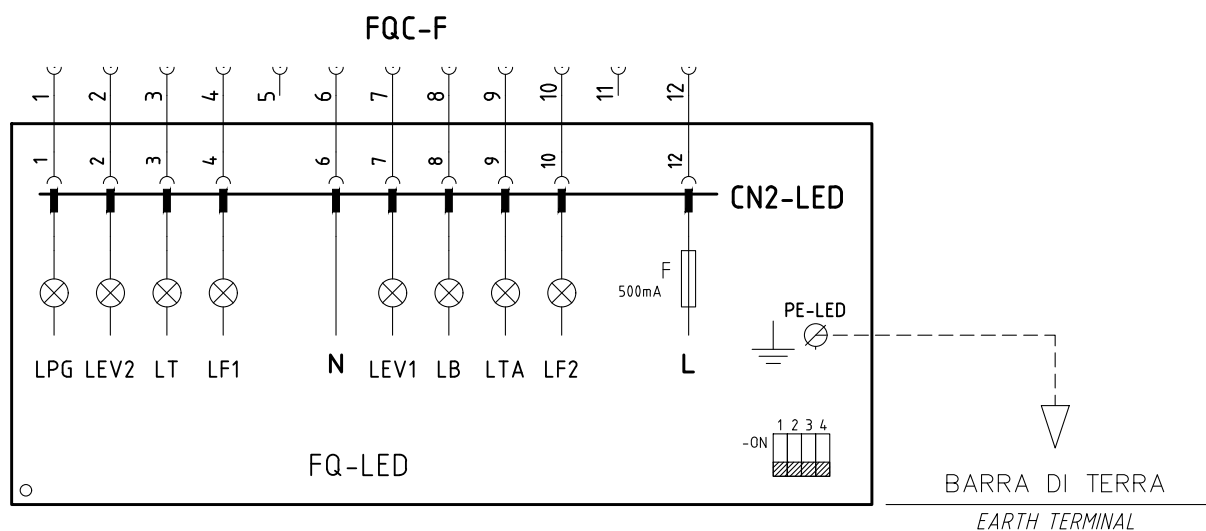 FQC-F
1 2 3 4 5 6 7 8 9 10 11 12
1 2 3 4 6 7 8 9 10 12
CN2-LED
F
500mA
PE-LED
LPG LEV2 LT LF1 N LEV1 LB LTA LF2 L
1 2 3 4
-ON
FQ-LED
BARRA DI TERRA
EARTH TERMINAL